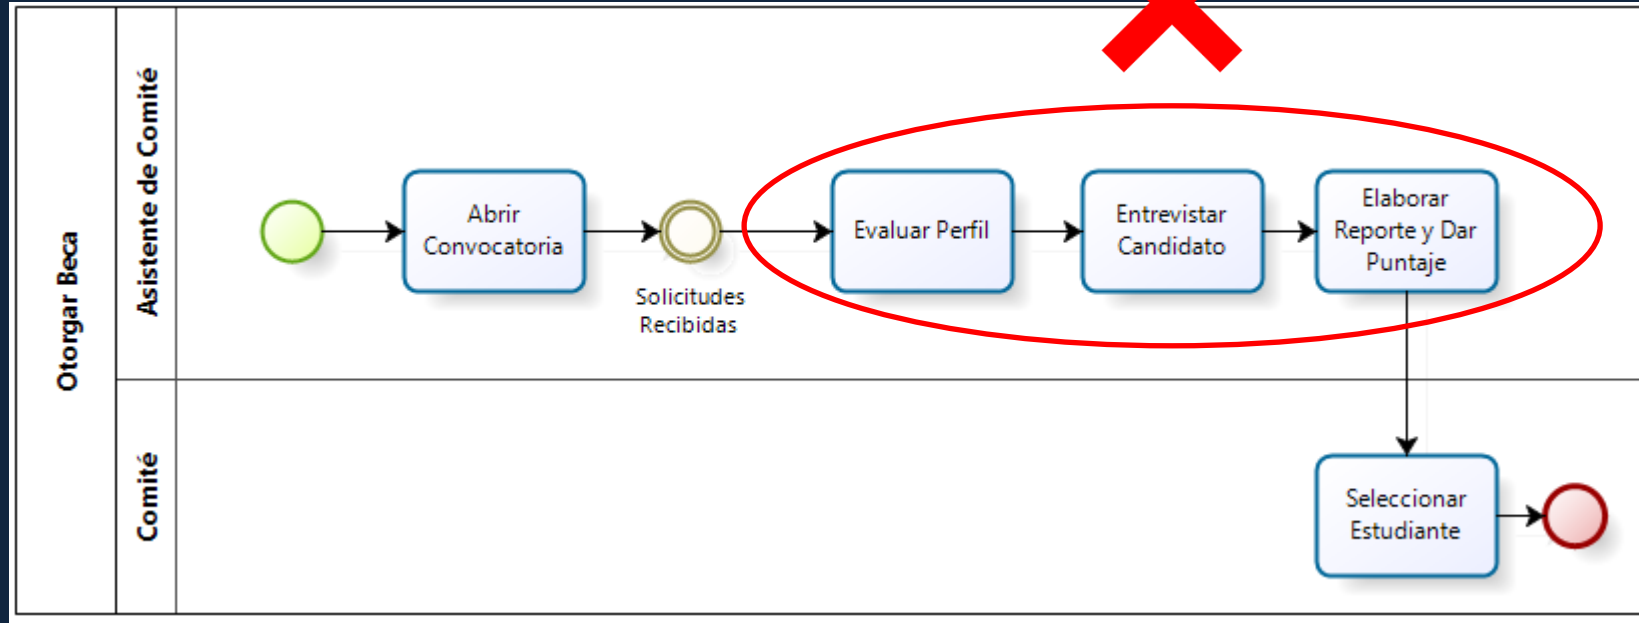 Otorgar Beca
Asistente de Comité
Abrir
Convocatoria
Solicitudes
Recibidas
Evaluar Perfil
Entrevistar
Candidato
Elaborar
Reporte y Dar
Puntaje
Comité
Seleccionar
Estudiante